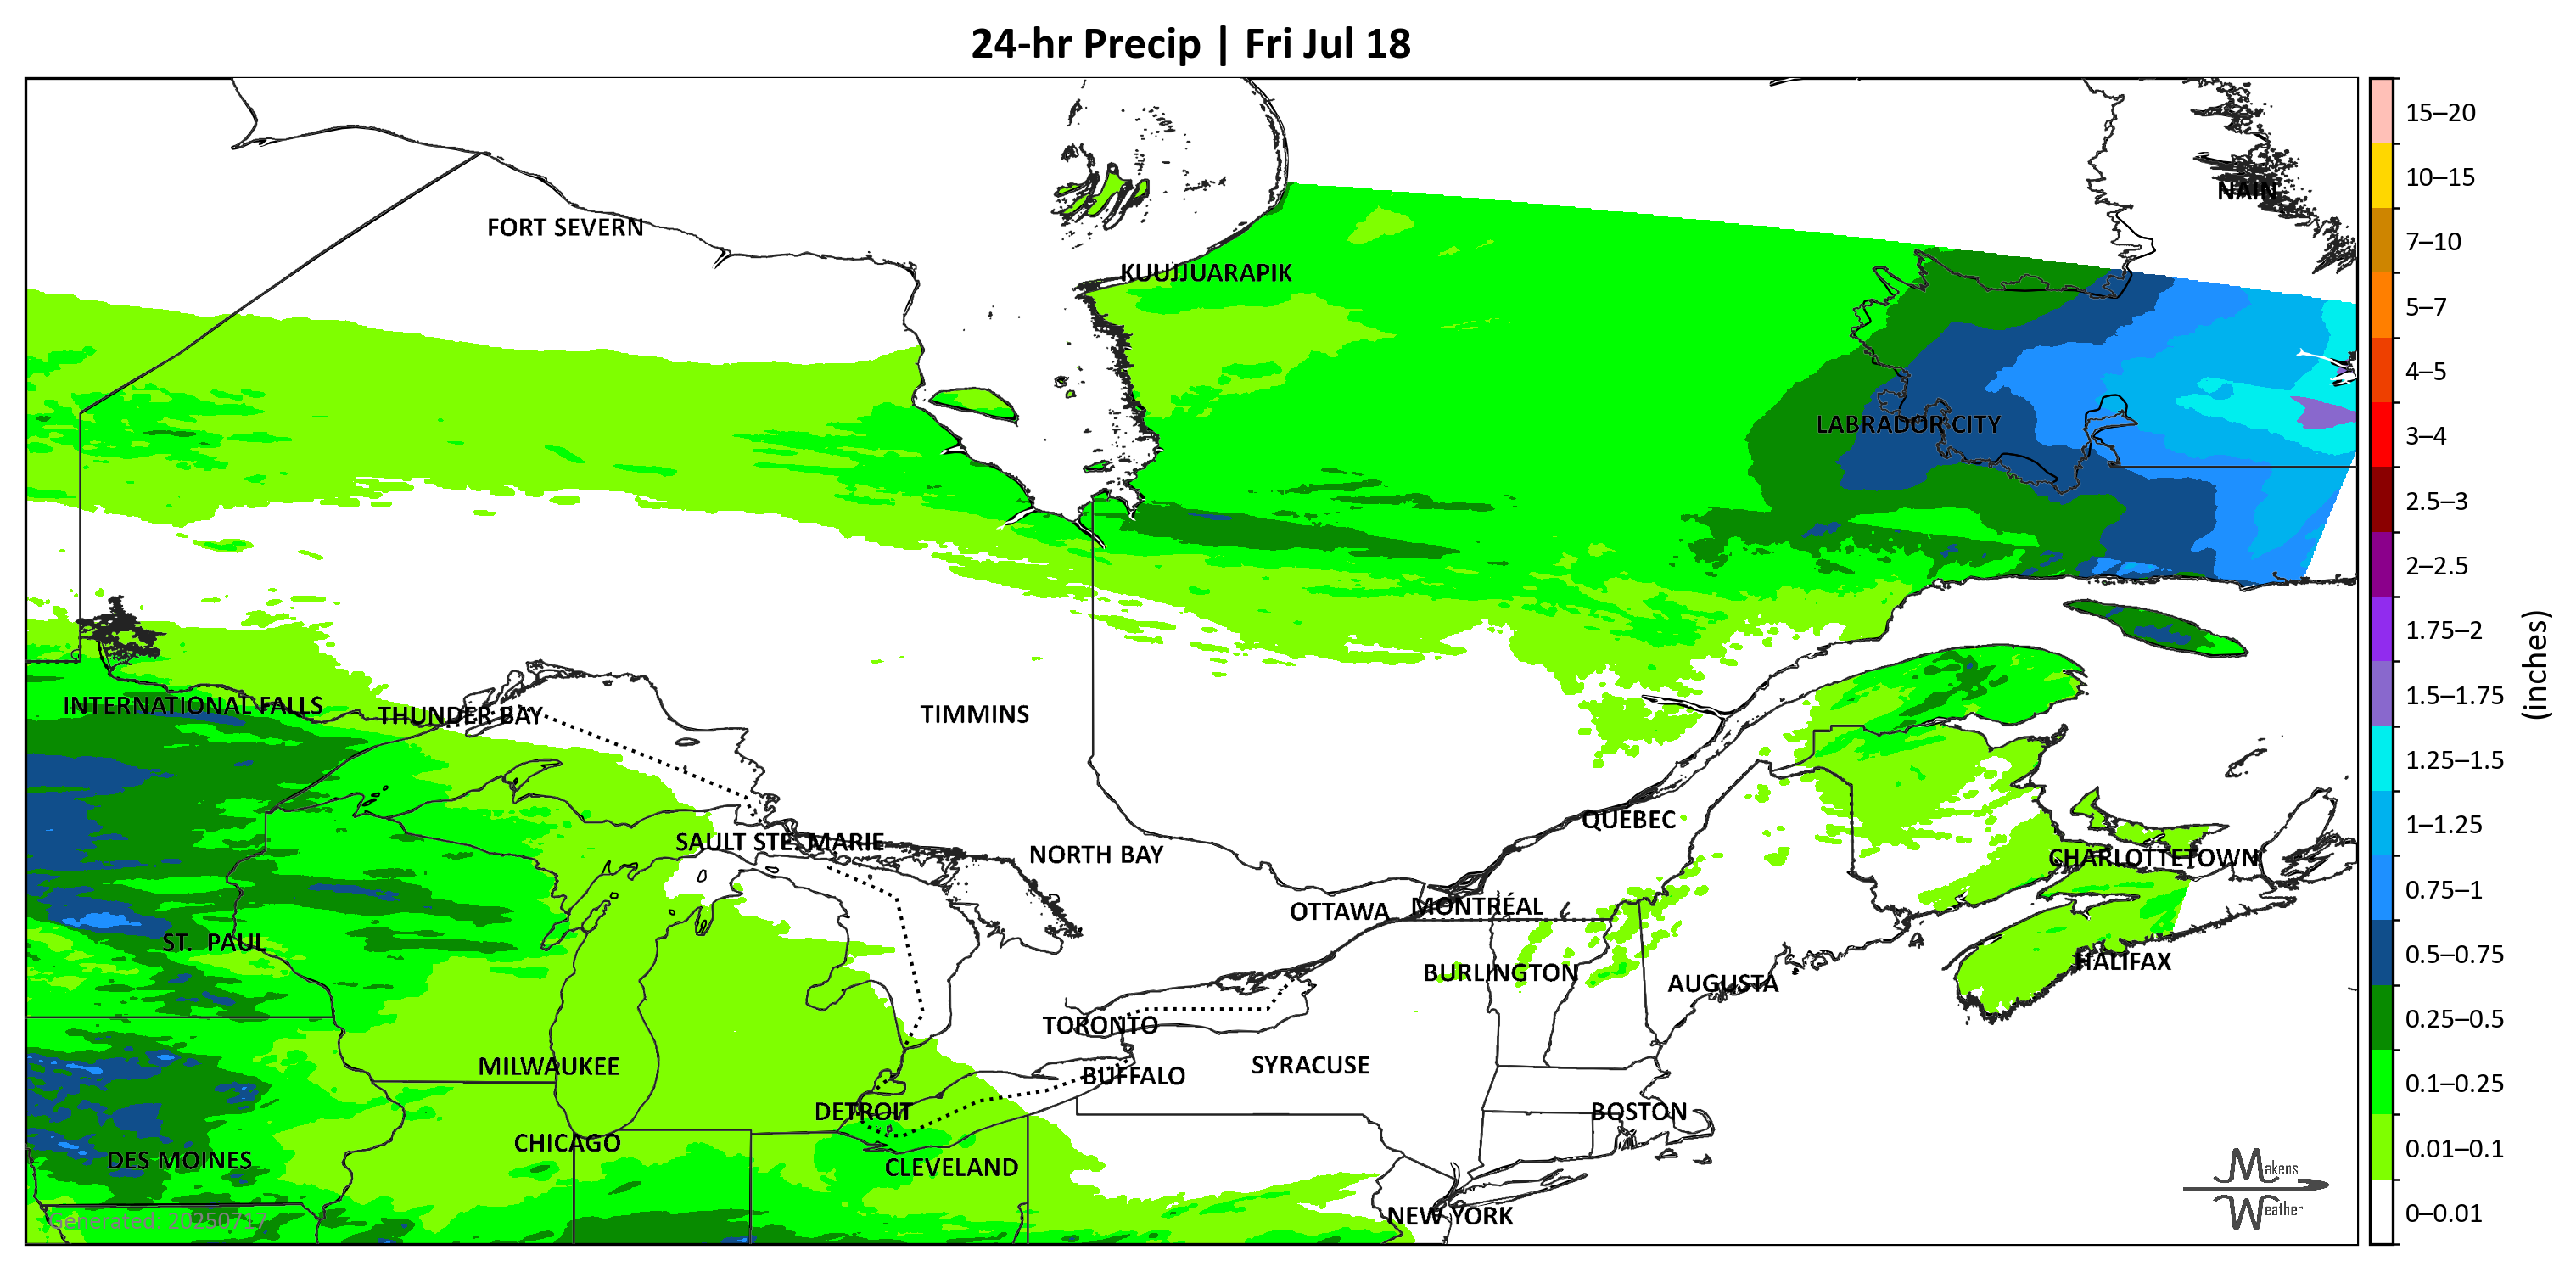 24-hr Precip | Fri Jul 18
15–20
10–15
7–10
5–7
4–5
3–4
2.5–3
2–2.5
1.75–2
1.5–1.75
1.25–1.5
1–1.25
0.75–1
0.5–0.75
0.25–0.5
0.1–0.25
0.01–0.1
0–0.01
(inches)
NAIN
FORT SEVERN
KUUJJUARAPIK
LABRADOR CITY
INTERNATIONAL FALLS
THUNDER BAY
TIMMINS
QUEBEC
SAULT STE. MARIE
NORTH BAY
CHARLOTTETOWN
OTTAWA
MONTRÉAL
ST. PAUL
HALIFAX
BURLINGTON
AUGUSTA
TORONTO
MILWAUKEE
SYRACUSE
BUFFALO
DETROIT
BOSTON
CHICAGO
DES MOINES
CLEVELAND
NEW YORK
Generated: 20250717
Makens
Weather